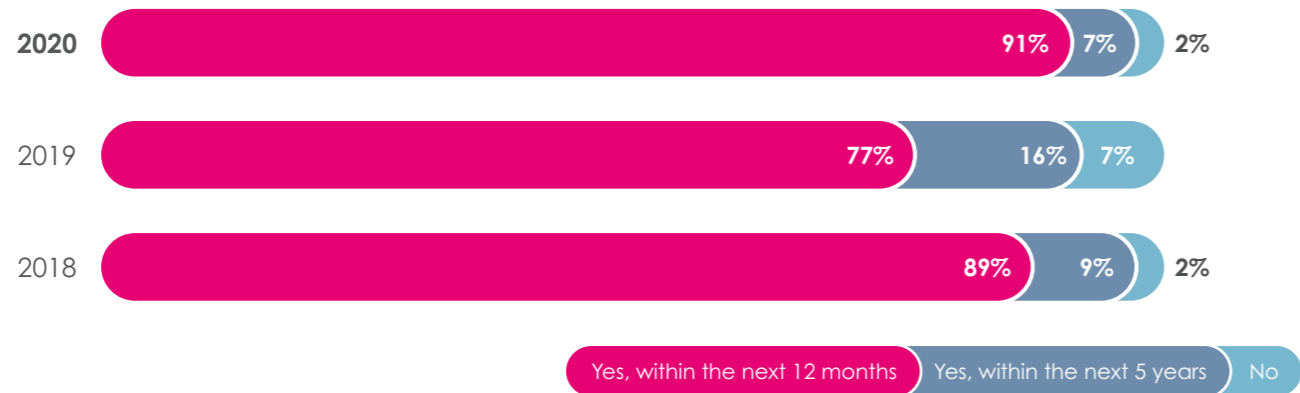 2020 91% 7% 2%
2019 77% 16% 7%
2018 89% 9% 2%
Yes, within the next 12 months Yes, within the next 5 years No